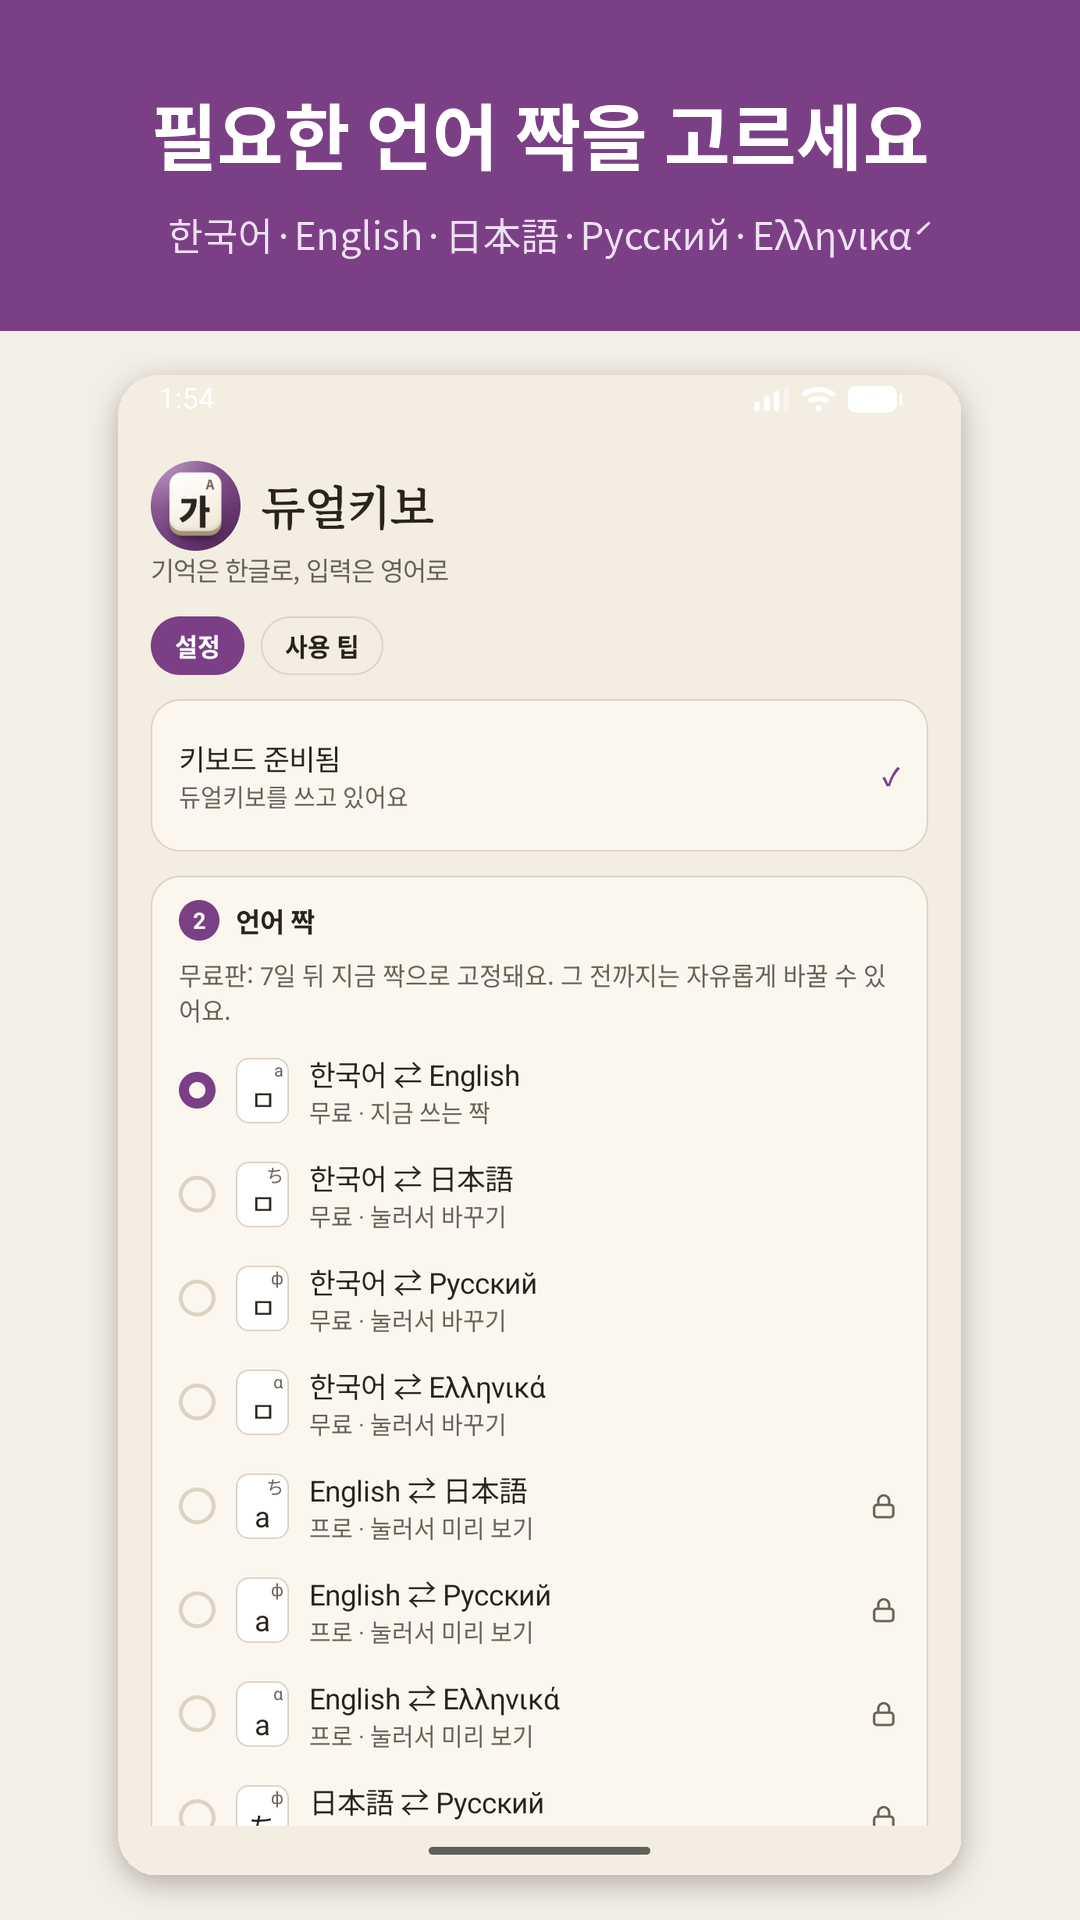 필요한 언어 짝을 고르세요
한국어 · English · 日本語 · Русский · Ελληνικα´
1:54
가 A
듀얼키보
기억은 한글로, 입력은 영어로
설정
사용 팁
키보드 준비됨
듀얼키보를 쓰고 있어요
✓
2 언어 짝
무료판: 7일 뒤 지금 짝으로 고정돼요. 그 전까지는 자유롭게 바꿀 수 있
어요.
a
ㅁ
한국어 ⇄ English
무료 · 지금 쓰는 짝
ち
ㅁ
한국어 ⇄ 日本語
무료 · 눌러서 바꾸기
ф
ㅁ
한국어 ⇄ Русский
무료 · 눌러서 바꾸기
α
ㅁ
한국어 ⇄ Ελληνικά
무료 · 눌러서 바꾸기
ち
a
English ⇄ 日本語
프로 · 눌러서 미리 보기
ф
a
English ⇄ Русский
프로 · 눌러서 미리 보기
α
a
English ⇄ Ελληνικά
프로 · 눌러서 미리 보기
ф
日本語 ⇄ Русский